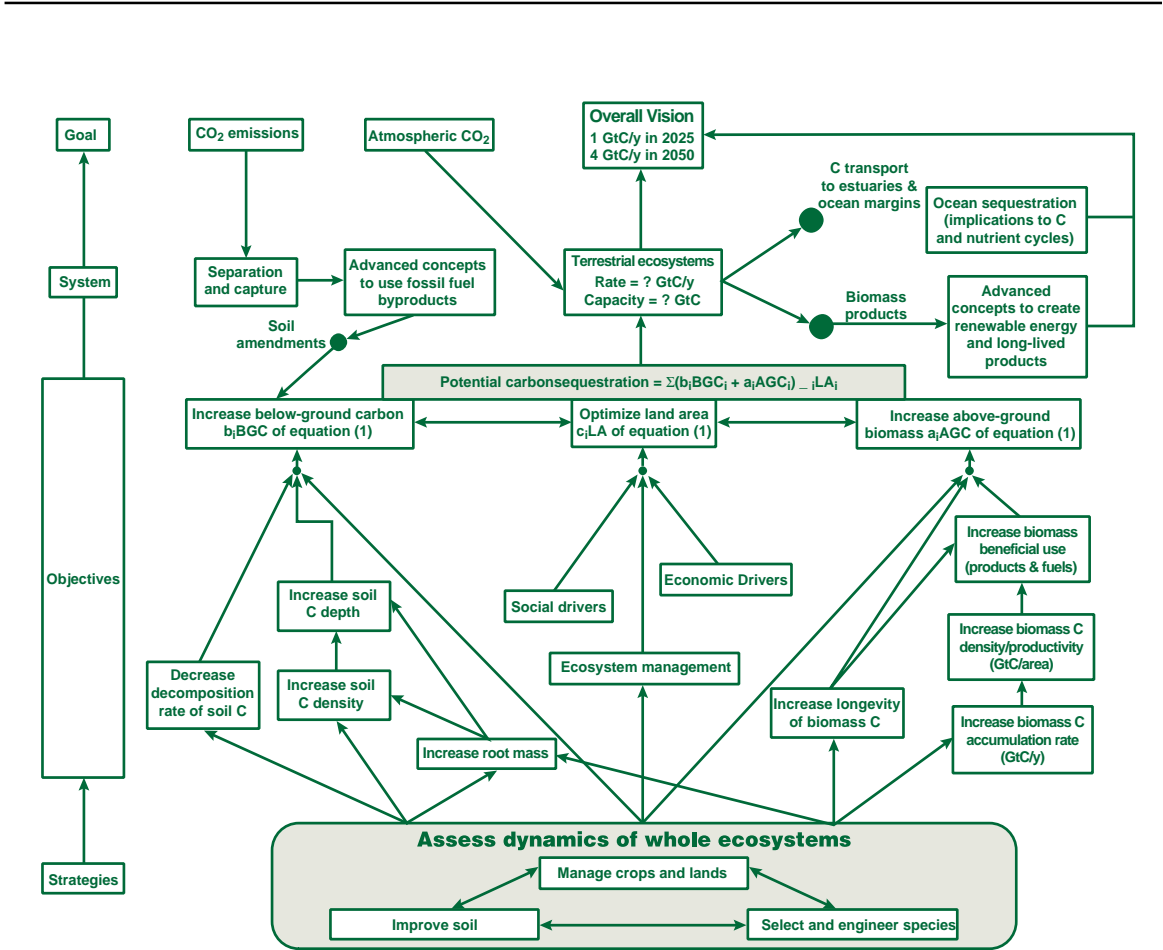 Goal
CO₂ emissions
Atmospheric CO₂
Overall Vision
1 GtC/y in 2025
4 GtC/y in 2050
C transport
to estuaries &
ocean margins
Ocean sequestration
(implications to C
and nutrient cycles)
System
Separation
and capture
Advanced concepts
to use fossil fuel
byproducts
Terrestrial ecosystems
Rate = ? GtC/y
Capacity = ? GtC
Biomass
products
Advanced
concepts to create
renewable energy
and long-lived
products
Soil
amendments
Potential carbonsequestration = Σ(bᵢBGCᵢ + aᵢAGCᵢ) _ ᵢLAᵢ
Increase below-ground carbon
bᵢBGC of equation (1)
Optimize land area
cᵢLA of equation (1)
Increase above-ground
biomass aᵢAGC of equation (1)
Objectives
Increase soil
C depth
Social drivers
Economic Drivers
Increase biomass
beneficial use
(products & fuels)
Decrease
decomposition
rate of soil C
Increase soil
C density
Ecosystem management
Increase biomass C
density/productivity
(GtC/area)
Increase root mass
Increase longevity
of biomass C
Increase biomass C
accumulation rate
(GtC/y)
Strategies
Assess dynamics of whole ecosystems
Manage crops and lands
Improve soil
Select and engineer species